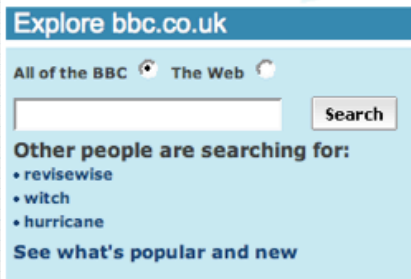 Explore bbc.co.uk
All of the BBC The Web
Search
Other people are searching for:
• revisewise
• witch
• hurricane
See what's popular and new